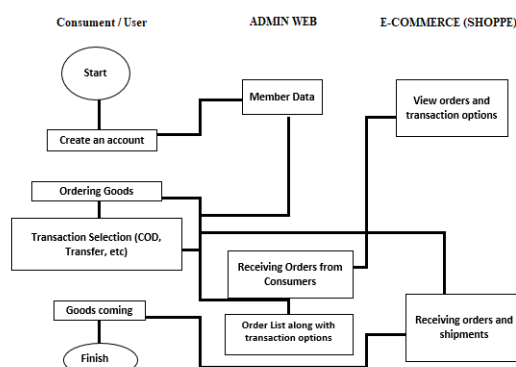 Consument / User
ADMIN WEB
E-COMMERCE (SHOPPE)
Start
Member Data
View orders and
transaction options
Create an account
Ordering Goods
Transaction Selection (COD,
Transfer, etc)
Receiving Orders from
Consumers
Goods coming
Order List along with
transaction options
Receiving orders and
shipments
Finish